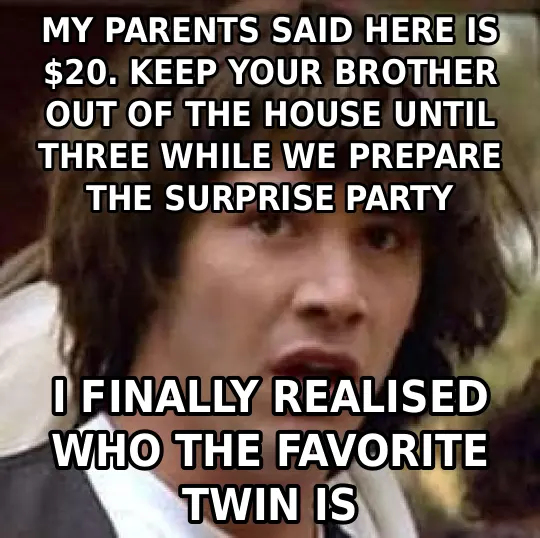 MY PARENTS SAID HERE IS
$20. KEEP YOUR BROTHER
OUT OF THE HOUSE UNTIL
THREE WHILE WE PREPARE
THE SURPRISE PARTY
I FINALLY REALISED
WHO THE FAVORITE
TWIN IS